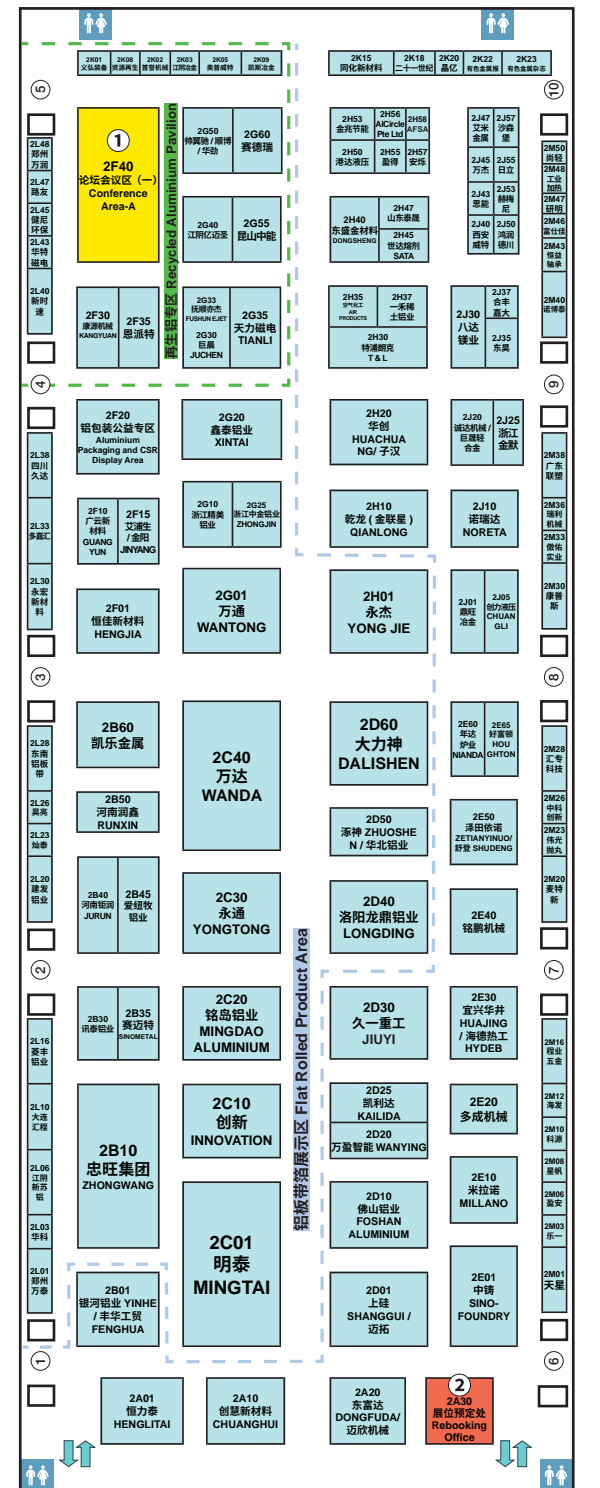 2K01
义弘装备
2K08
资源再生
2K02
首誉机械
2K03
江阴冶金
2K05
奥普威特
2K09
凯斯冶金
2K15
同化新材料
2K18
二十一世纪
2K20
晶亿
2K22
有色金属报
2K23
有色金属杂志
5
10
1
2F40
论坛会议区（一）
Conference
Area-A
再生铝专区 Recycled Aluminium Pavilion
2G50
帅翼驰 / 顺博
/ 华劲
2G60
赛德瑞
2G40
江阴亿迈圣
2G55
昆山中能
2F30
康源机械
KANGYUAN
2F35
恩派特
2G33
抚顺亦杰
FUSHUN EJET
2G30
巨晨
JUCHEN
2G35
天力磁电
TIANLI
2H53
金兆节能
2H56
AlCircle
Pte Ltd
2H58
AFSA
2H50
港达液压
2H55
盈得
2H57
安烁
2H40
东盛金材料
DONGSHENG
2H47
山东泰晟
2H45
世达熔剂
SATA
2H35
空气化工
AIR
PRODUCTS
2H37
一禾稀
土铝业
2H30
特浦朗克
T & L
2J47
艾米
金属
2J57
沙森
堡
2J45
万杰
2J55
日立
2J43
思能
2J53
赫梅
尼
2J40
西安
威特
2J50
鸿润
德川
2J30
八达
镁业
2J37
合丰
嘉大
2J35
东昊
2L48
郑州
万润
2L47
路友
2L45
健尼
环保
2L43
华特
磁电
2L40
新时
速
2M50
尚轻
2M48
工业
加热
2M47
研明
2M46
富仕佳
2M43
恒益
轴承
2M40
诺博泰
4
9
2F20
铝包装公益专区
Aluminium
Packaging and CSR
Display Area
2G20
鑫泰铝业
XINTAI
2H20
华创
HUACHUA
NG/ 子汉
2J20
诚达机械 /
巨晟轻
合金
2J25
浙江
金默
2F10
广云新
材料
GUANG
YUN
2F15
艾浦生
/ 金阳
JINYANG
2G10
浙江精美
铝业
2G25
浙江中金铝业
ZHONGJIN
2H10
乾龙 ( 金联星 )
QIANLONG
2J10
诺瑞达
NORETA
2F01
恒佳新材料
HENGJIA
2G01
万通
WANTONG
2H01
永杰
YONG JIE
2J01
鼎旺
冶金
2J05
创力液压
CHUAN
GLI
2L38
四川
久达
2L33
多嘉汇
2L30
永宏
新材
料
2M38
广东
联塑
2M36
瑞利
机械
2M33
傲佑
实业
2M30
康普
斯
3
8
2B60
凯乐金属
2C40
万达
WANDA
2D60
大力神
DALISHEN
2E60
年达
炉业
NIANDA
2E65
好富顿
HOU
GHTON
2B50
河南润鑫
RUNXIN
2D50
涿神 ZHUOSHE
N / 华北铝业
2E50
泽田依诺
ZETIANYINUO/
舒登 SHUDENG
2B40
河南钜润
JURUN
2B45
爱纽牧
铝业
2C30
永通
YONGTONG
2D40
洛阳龙鼎铝业
LONGDING
2E40
铭鹏机械
2L28
东南
铝板
带
2L26
吴亮
2L23
灿泰
2L20
建发
铝业
2M28
汇专
科技
2M26
中科
创新
2M23
伟光
抛丸
2M20
麦特
新
铝板带箔展示区 Flat Rolled Product Area
2
7
2B30
讯泰铝业
2B35
赛迈特
SINOMETAL
2C20
铭岛铝业
MINGDAO
ALUMINIUM
2D30
久一重工
JIUYI
2E30
宜兴华井
HUAJING
/ 海德热工
HYDEB
2B10
忠旺集团
ZHONGWANG
2C10
创新
INNOVATION
2D25
凯利达
KAILIDA
2D20
万盈智能 WANYING
2E20
多成机械
2C01
明泰
MINGTAI
2D10
佛山铝业
FOSHAN
ALUMINIUM
2E10
米拉诺
MILLANO
2B01
银河铝业 YINHE
/ 丰华工贸
FENGHUA
2D01
上硅
SHANGGUI /
迈拓
2E01
中铸
SINO-
FOUNDRY
2L16
菱丰
铝业
2L10
大连
汇程
2L06
江阴
新苏
铝
2L03
华科
2L01
郑州
万泰
2M16
程业
五金
2M12
海发
2M10
科源
2M08
星帆
2M06
盈安
2M03
乐一
2M01
天星
1
6
2A01
恒力泰
HENGLITAI
2A10
创慧新材料
CHUANGHUI
2A20
东富达
DONGFUDA/
迈欣机械
2
2A30
展位预定处
Rebooking
Office